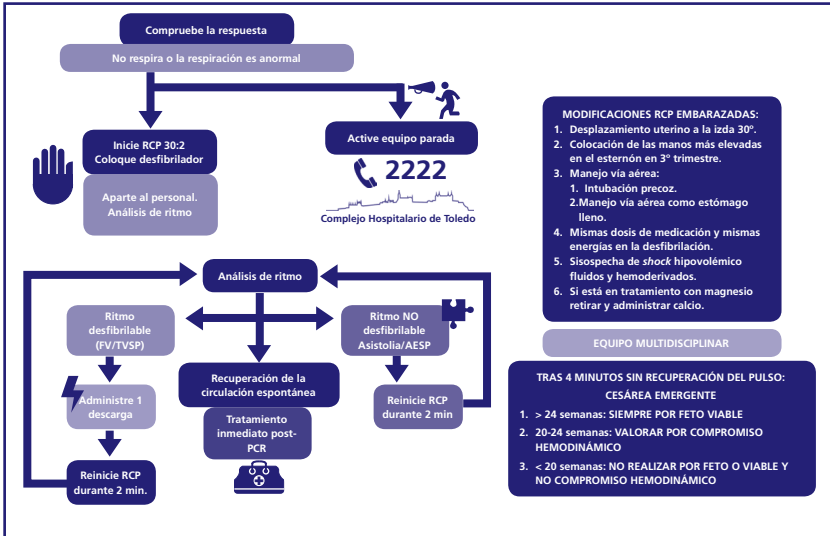 Compruebe la respuesta
No respira o la respiración es anormal
Inicie RCP 30:2
Coloque desfibrilador
Aparte al personal.
Análisis de ritmo
Active equipo parada
2222
Complejo Hospitalario de Toledo
Análisis de ritmo
Ritmo
desfibrilable
(FV/TVSP)
Administre 1
descarga
Reinicie RCP
durante 2 min.
Recuperación de la
circulación espontánea
Tratamiento
inmediato post-
PCR
Ritmo NO
desfibrilable
Asistolia/AESP
Reinicie RCP
durante 2 min
MODIFICACIONES RCP EMBARAZADAS:
1. Desplazamiento uterino a la izda 30º.
2. Colocación de las manos más elevadas
en el esternón en 3º trimestre.
3. Manejo vía aérea:
1. Intubación precoz.
2.Manejo vía aérea como estómago
lleno.
4. Mismas dosis de medicación y mismas
energías en la desfibrilación.
5. Sisospecha de shock hipovolémico
fluidos y hemoderivados.
6. Si está en tratamiento con magnesio
retirar y administrar calcio.
EQUIPO MULTIDISCIPLINAR
TRAS 4 MINUTOS SIN RECUPERACIÓN DEL PULSO:
CESÁREA EMERGENTE
1. > 24 semanas: SIEMPRE POR FETO VIABLE
2. 20-24 semanas: VALORAR POR COMPROMISO
HEMODINÁMICO
3. < 20 semanas: NO REALIZAR POR FETO O VIABLE Y
NO COMPROMISO HEMODINÁMICO